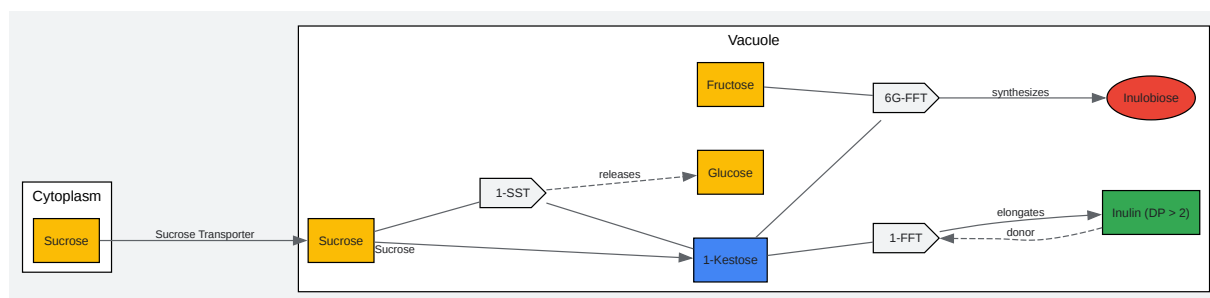 Vacuole
Fructose
6G-FFT
synthesizes
Inulobiose
Cytoplasm
Sucrose
Sucrose Transporter
Sucrose
Sucrose
1-SST
releases
Glucose
1-Kestose
1-FFT
elongates
donor
Inulin (DP > 2)